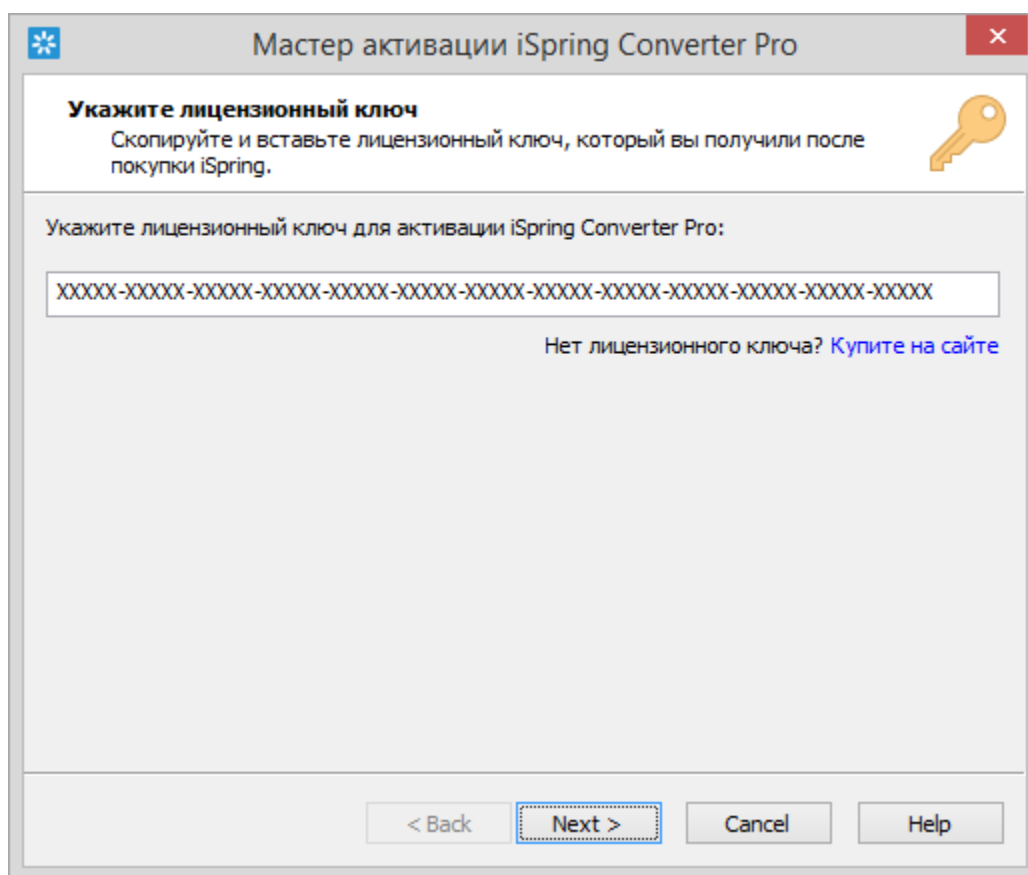 Мастер активации iSpring Converter Pro
Укажите лицензионный ключ
Скопируйте и вставьте лицензионный ключ, который вы получили после
покупки iSpring.
Укажите лицензионный ключ для активации iSpring Converter Pro:
XXXXX-XXXXX-XXXXX-XXXXX-XXXXX-XXXXX-XXXXX-XXXXX-XXXXX-XXXXX-XXXXX-XXXXX-XXXXX
Нет лицензионного ключа? Купите на сайте
< Back Next > Cancel Help